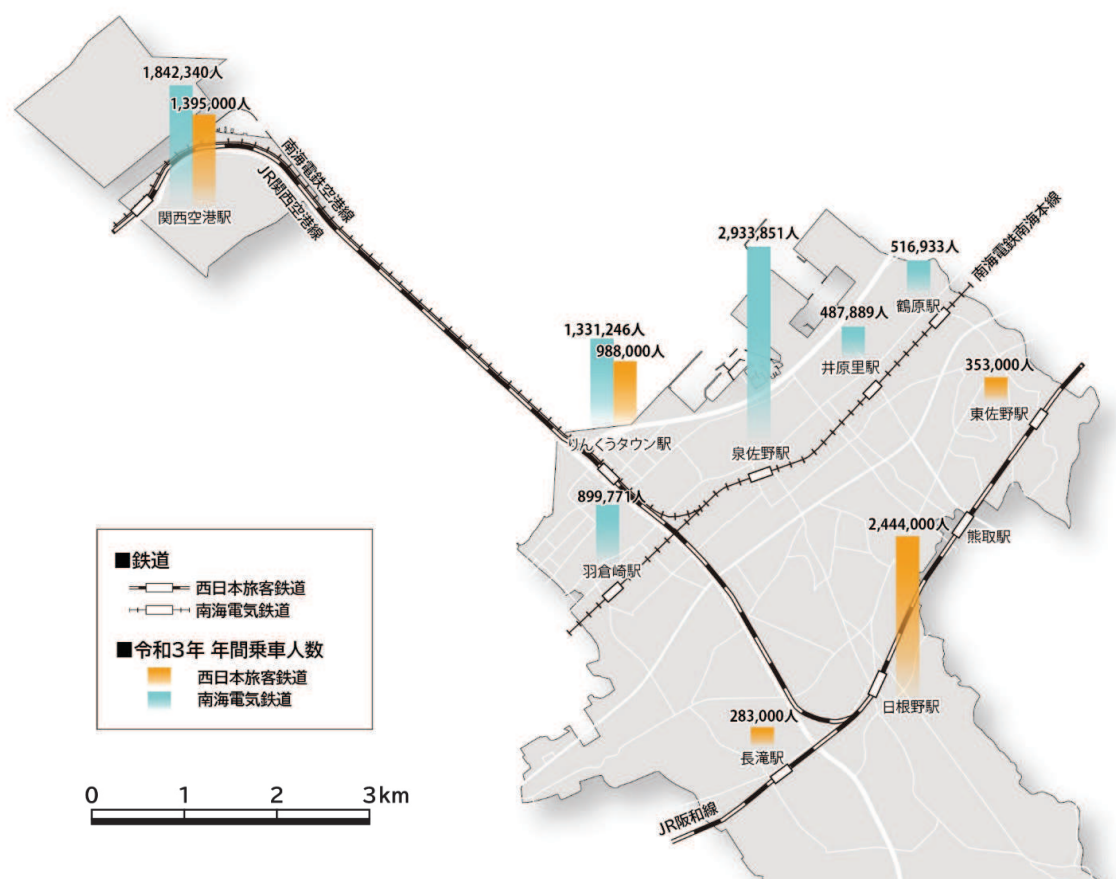 1,842,340人
1,395,000人
南海電鉄空港線
JR関西空港線
関西空港駅
2,933,851人
516,933人
南海電鉄南海本線
鶴原駅
487,889人
1,331,246人
988,000人
井原里駅
353,000人
東佐野駅
りんくうタウン駅
泉佐野駅
899,771人
2,444,000人
熊取駅
羽倉崎駅
■鉄道
西日本旅客鉄道
南海電気鉄道
■令和3年 年間乗車人数
西日本旅客鉄道
南海電気鉄道
日根野駅
283,000人
長滝駅
JR阪和線
0 1 2 3km